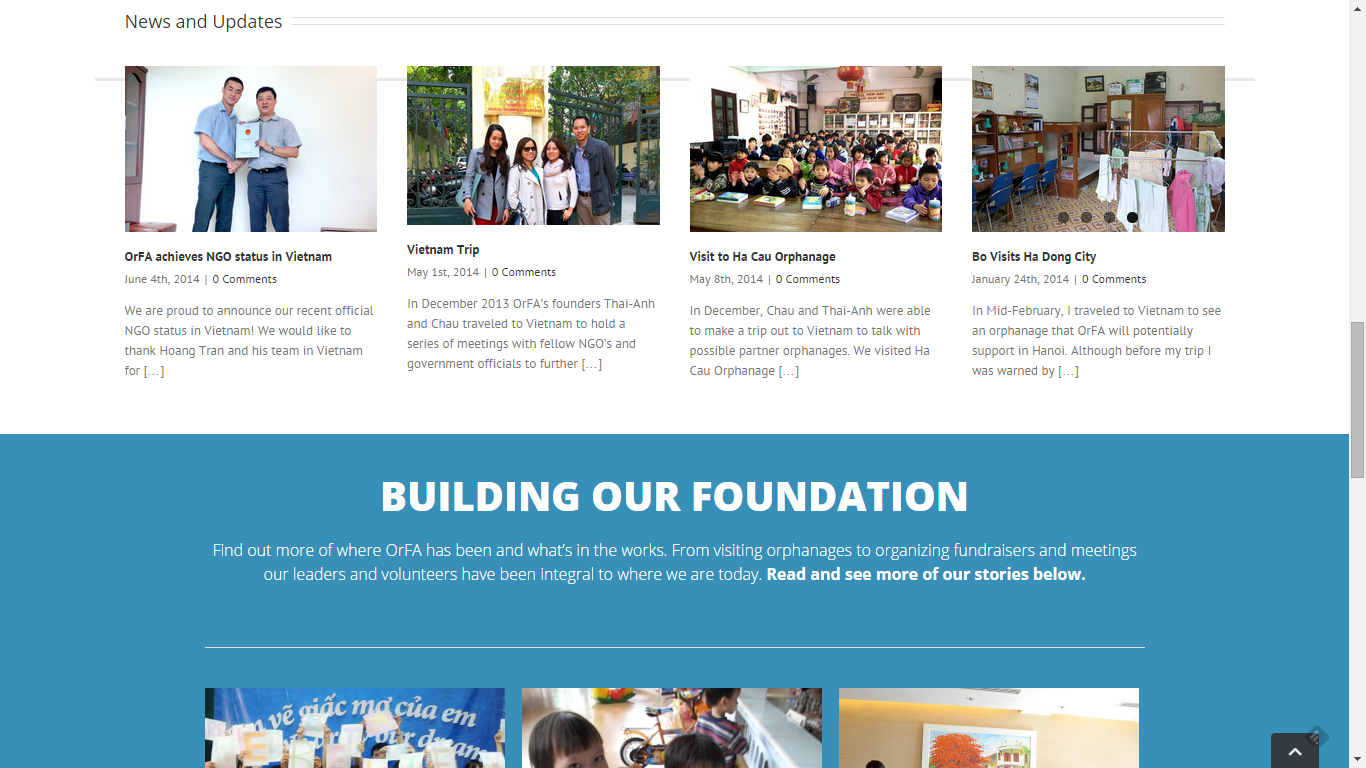 News and Updates
OrFA achieves NGO status in Vietnam
June 4th, 2014 | 0 Comments
We are proud to announce our recent official
NGO status in Vietnam! We would like to
thank Hoang Tran and his team in Vietnam
for [...]
Vietnam Trip
May 1st, 2014 | 0 Comments
In December 2013 OrFA’s founders Thai-Anh
and Chau traveled to Vietnam to hold a
series of meetings with fellow NGO’s and
government officials to further [...]
Visit to Ha Cau Orphanage
May 8th, 2014 | 0 Comments
In December, Chau and Thai-Anh were able
to make a trip out to Vietnam to talk with
possible partner orphanages. We visited Ha
Cau Orphanage [...]
Bo Visits Ha Dong City
January 24th, 2014 | 0 Comments
In Mid-February, I traveled to Vietnam to see
an orphanage that OrFA will potentially
support in Hanoi. Although before my trip I
was warned by [...]
BUILDING OUR FOUNDATION
Find out more of where OrFA has been and what’s in the works. From visiting orphanages to organizing fundraisers and meetings
our leaders and volunteers have been integral to where we are today. Read and see more of our stories below.
vẽ giấc mơ của em